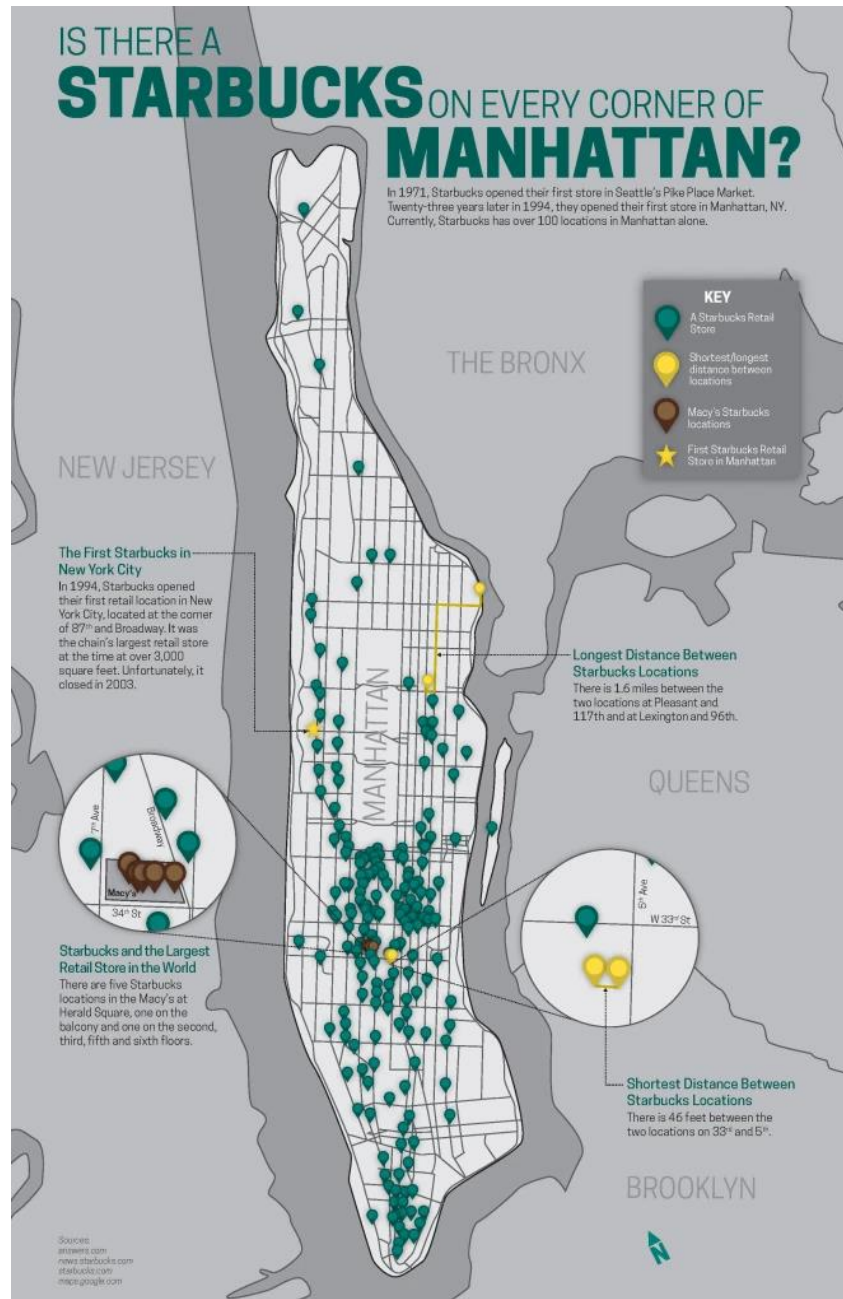 IS THERE A
STARBUCKS ON EVERY CORNER OF
MANHATTAN?
In 1971, Starbucks opened their first store in Seattle's Pike Place Market.
Twenty-three years later in 1994, they opened their first store in Manhattan, NY.
Currently, Starbucks has over 100 locations in Manhattan alone.
KEY
A Starbucks Retail
Store
Shortest/longest
distance between
locations
Macy's Starbucks
locations
First Starbucks Retail
Store in Manhattan
THE BRONX
NEW JERSEY
The First Starbucks in
New York City
In 1994, Starbucks opened
their first retail location in New
York City, located at the corner
of 87th and Broadway. It was
the chain's largest retail store
at the time at over 3,000
square feet. Unfortunately, it
closed in 2003.
MANHATTAN
Longest Distance Between
Starbucks Locations
There is 1.6 miles between the
two locations at Pleasant and
117th and at Lexington and 96th.
QUEENS
7th Ave
Broadway
Macy's
34th St
5th Ave
W 33rd St
Starbucks and the Largest
Retail Store in the World
There are five Starbucks
locations in the Macy's at
Herald Square, one on the
balcony and one on the second,
third, fifth and sixth floors.
Shortest Distance Between
Starbucks Locations
There is 46 feet between the
two locations on 33rd and 5th.
BROOKLYN
N
Sources:
answers.com
news.starbucks.com
starbucks.com
maps.google.com